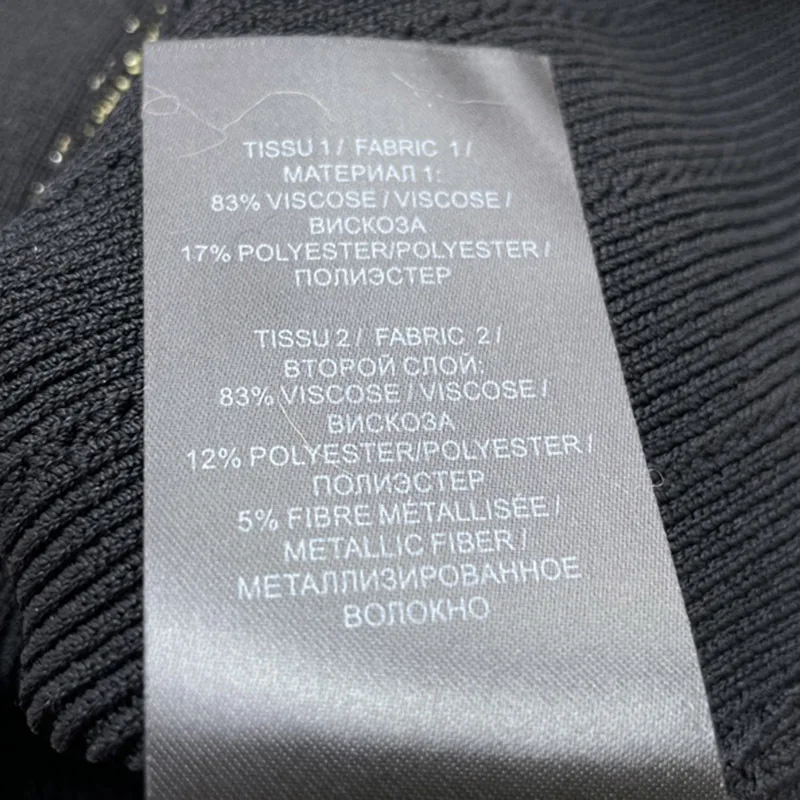 TISSU 1 / FABRIC 1 /
МАТЕРИАЛ 1:
83% VISCOSE / VISCOSE /
ВИСКОЗА
17% POLYESTER/POLYESTER /
ПОЛИЭСТЕР
TISSU 2 / FABRIC 2 /
ВТОРОЙ СЛОЙ:
83% VISCOSE / VISCOSE /
ВИСКОЗА
12% POLYESTER/POLYESTER /
ПОЛИЭСТЕР
5% FIBRE MÉTALLISÉE /
METALLIC FIBER /
МЕТАЛЛИЗИРОВАННОЕ
ВОЛОКНО